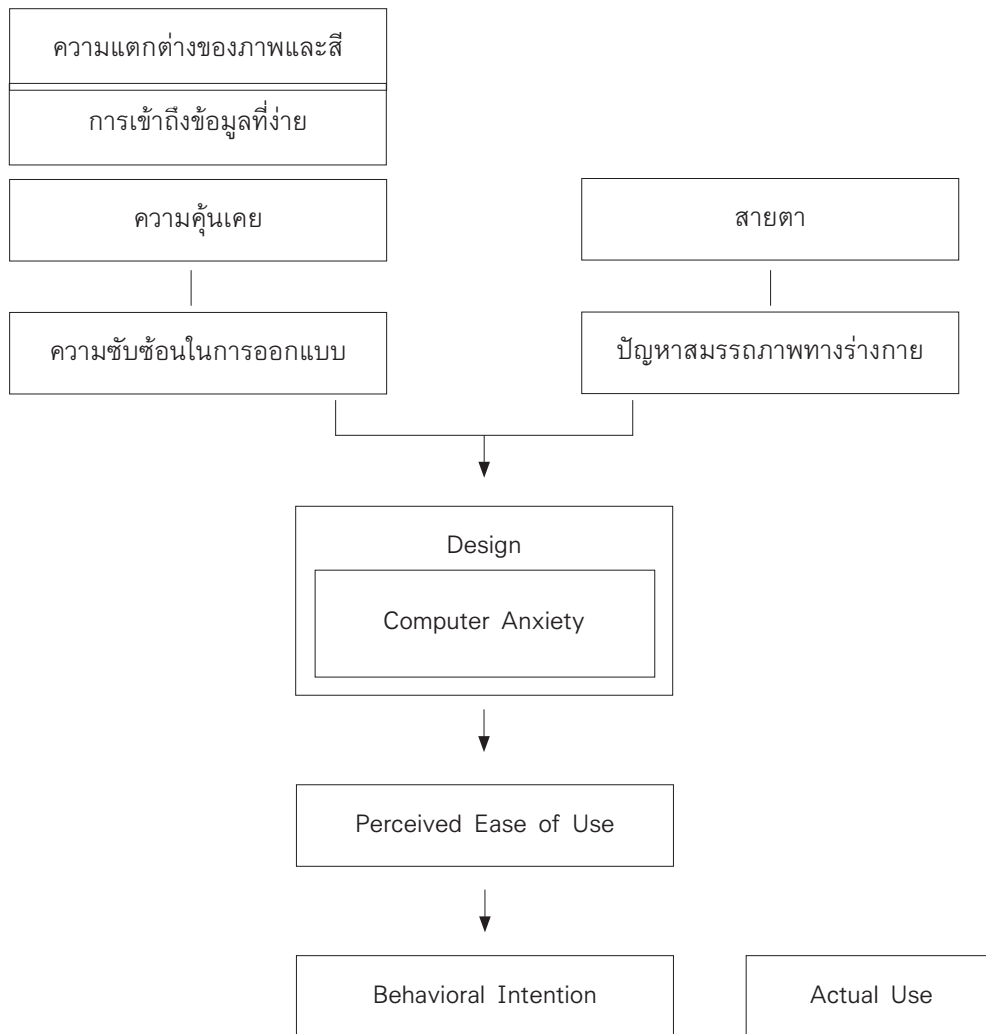 ความแตกต่างของภาพและสี
การเข้าถึงข้อมูลที่ง่าย
ความคุ้นเคย
สายตา
ความซับซ้อนในการออกแบบ
ปัญหาสมรรถภาพทางร่างกาย
Design
Computer Anxiety
Perceived Ease of Use
Behavioral Intention
Actual Use